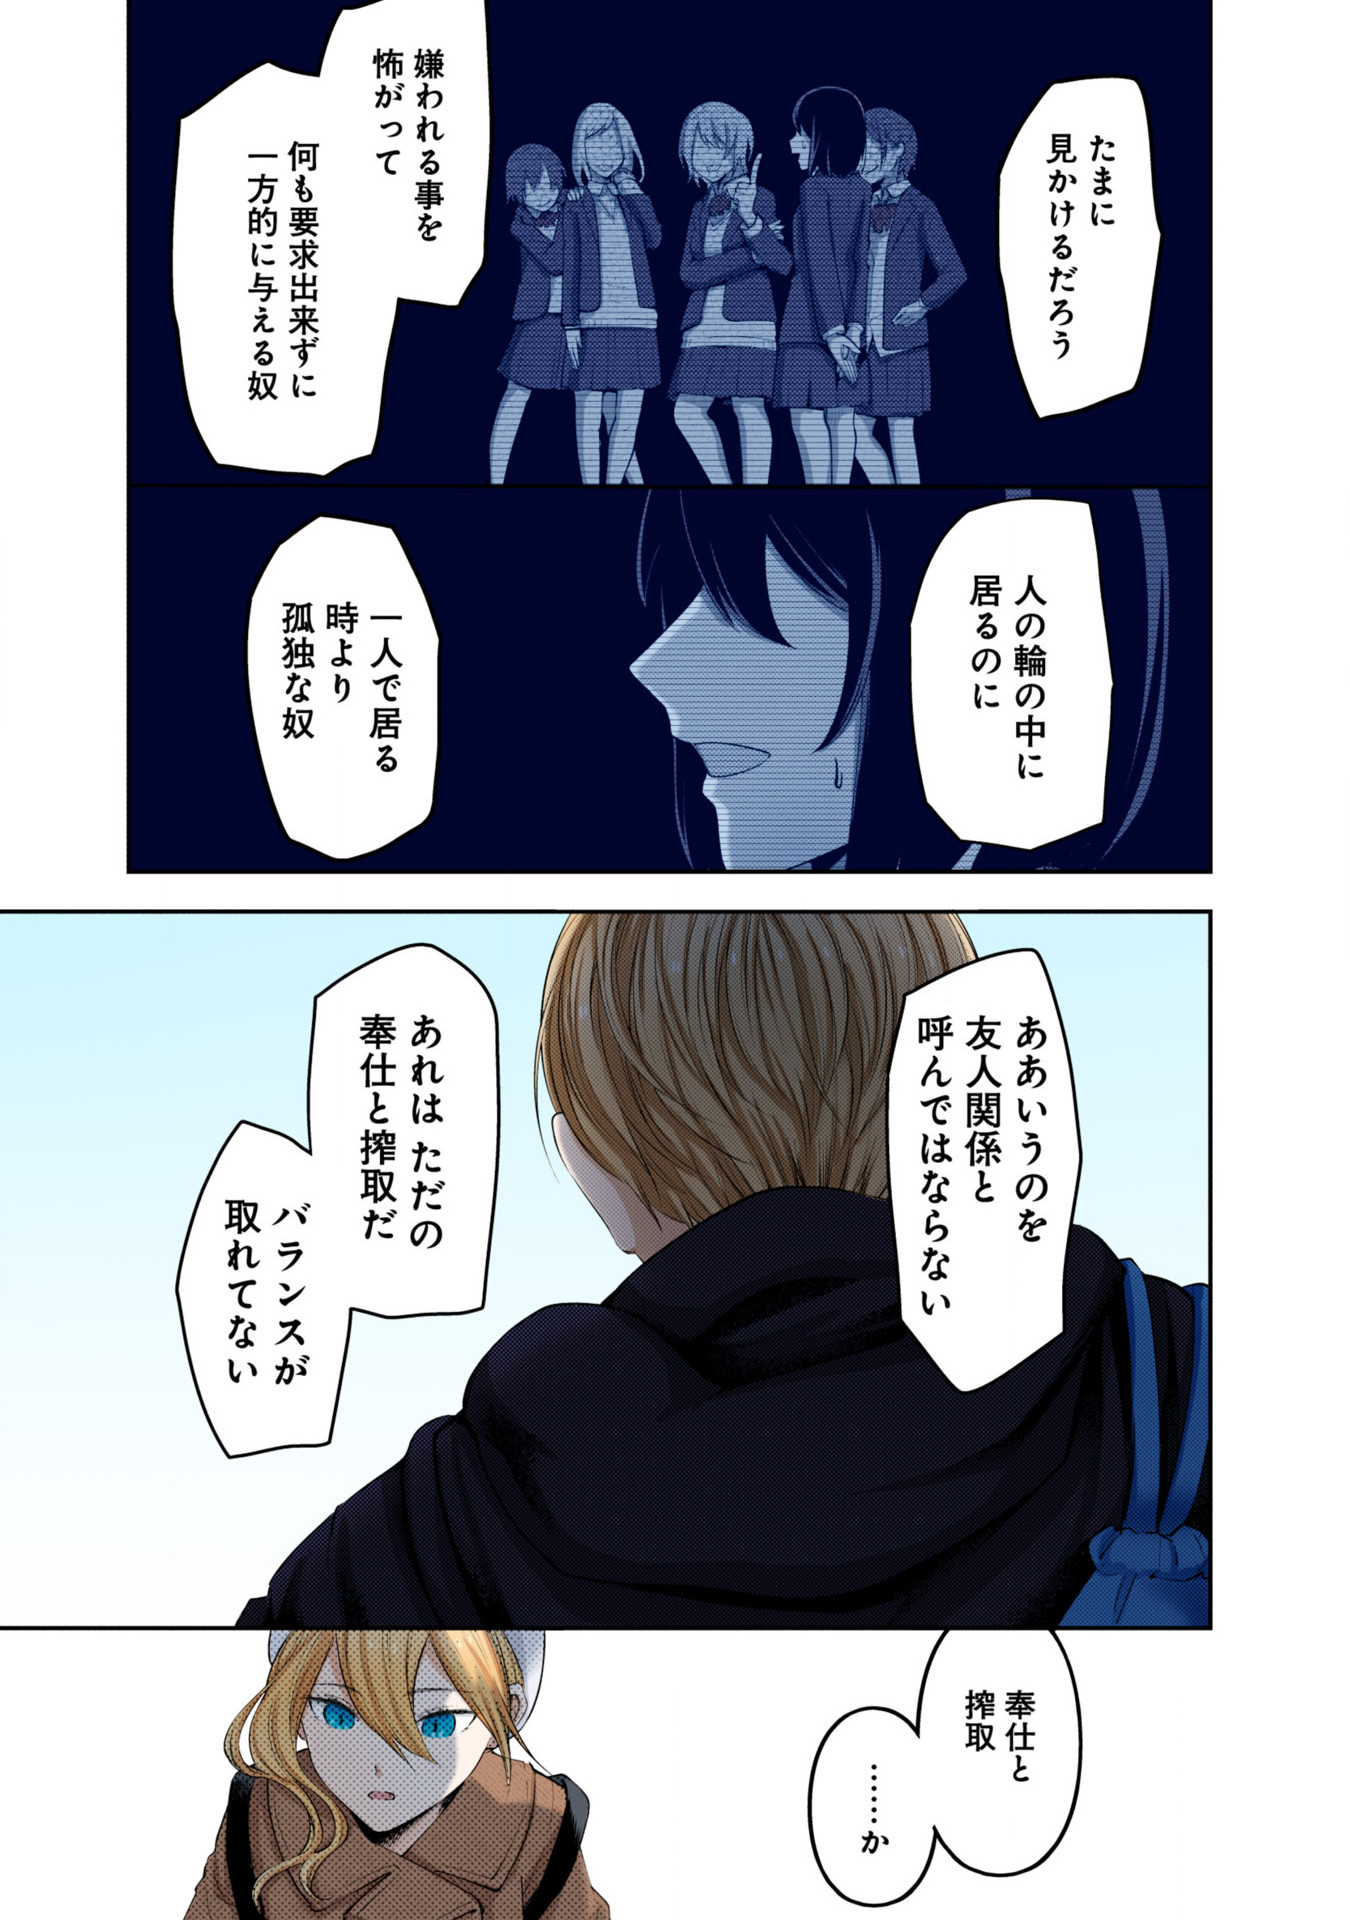 たまに
見かけるだろう
嫌われる事を
怖がって
何も要求出来ずに
一方的に与える奴
人の輪の中に
居るのに
一人で居る
時より
孤独な奴
ああいうのを
友人関係と
呼んではならない
あれは ただの
奉仕と搾取だ
バランスが
取れてない
奉仕と
搾取
……か